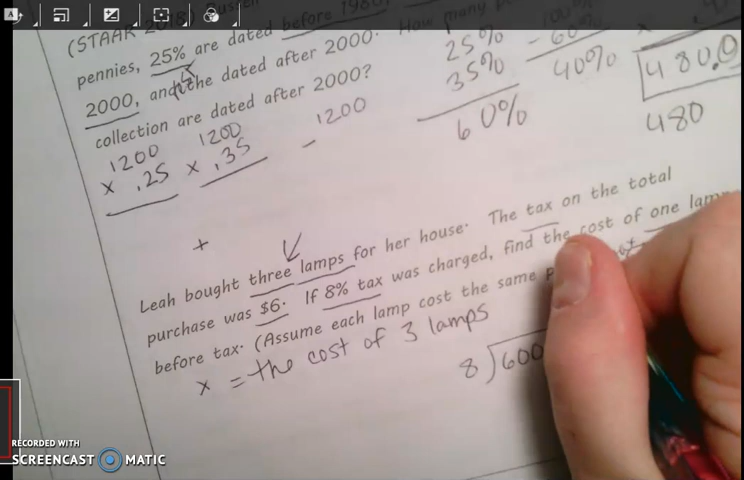 (STAAR 2018) Russell
pennies, 25% are dated before 1980,
2000, and the dated after 2000. How many
collection are dated after 2000?
1200
x .25
1200
x .35
- 1200
25%
35%
60%
100%
- 60%
40%
480.0
480
+
Leah bought three lamps for her house. The tax on the total
purchase was $6. If 8% tax was charged, find the cost of one lamp
before tax. (Assume each lamp cost the same
x = the cost of 3 lamps
8)600
RECORDED WITH
SCREENCAST MATIC